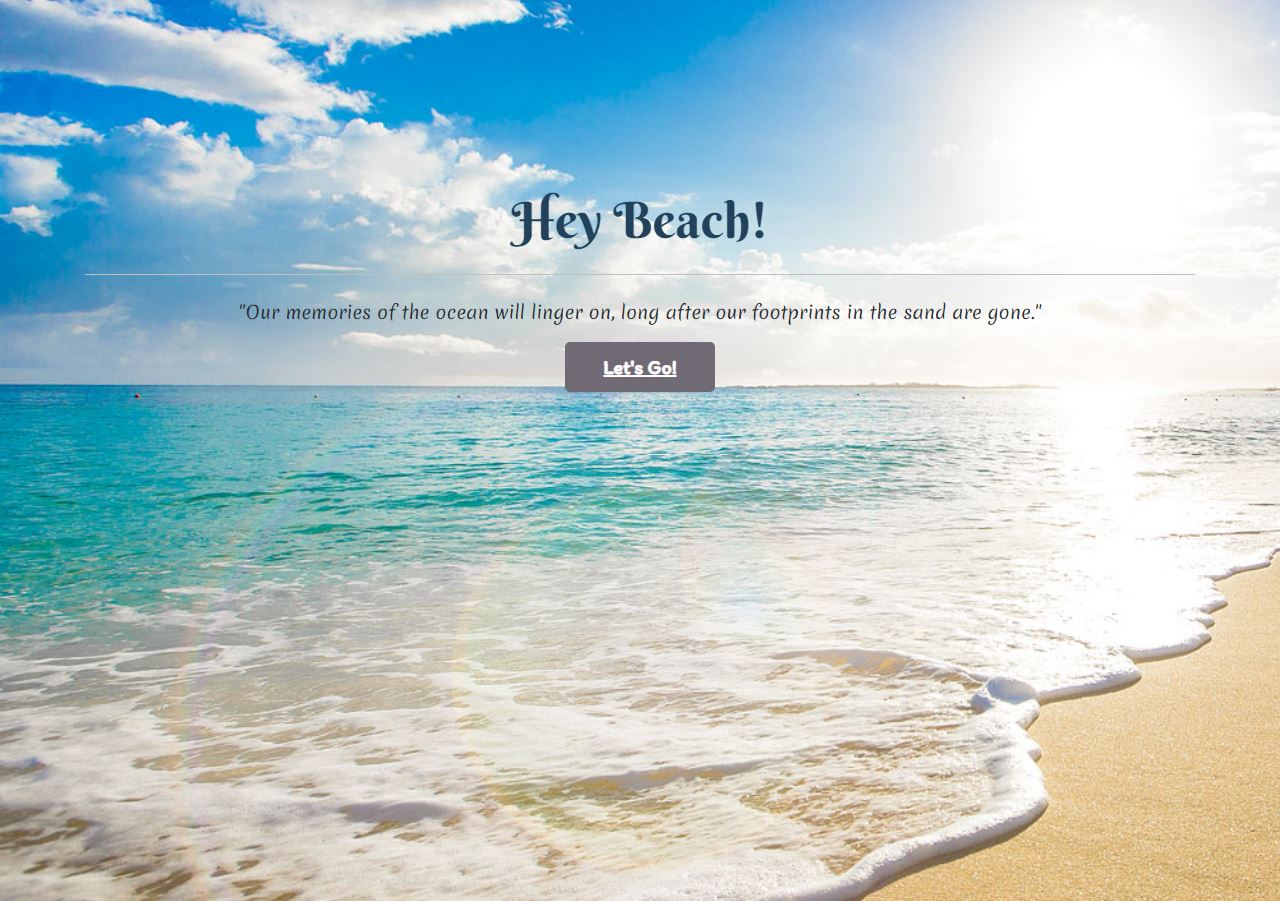 Hey Beach!
"Our memories of the ocean will linger on, long after our footprints in the sand are gone."
Let's Go!